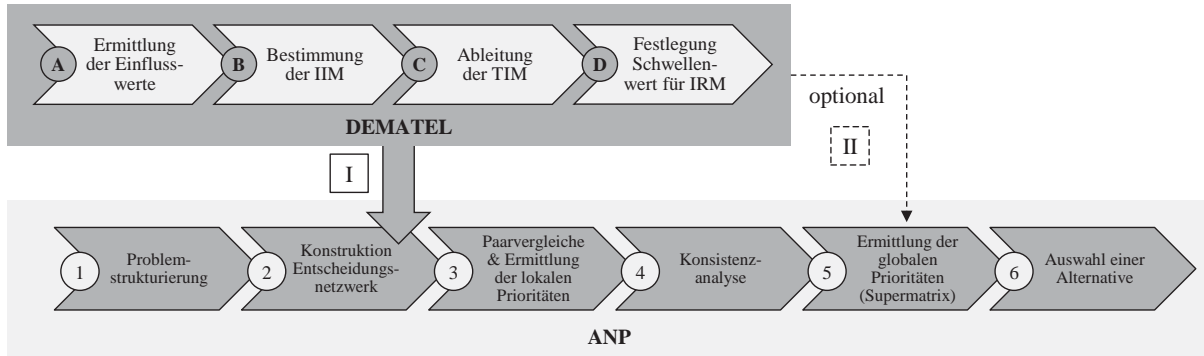 A
Ermittlung
der Einfluss-
werte
B
Bestimmung
der IIM
C
Ableitung
der TIM
D
Festlegung
Schwellen-
wert für IRM
DEMATEL
optional
I
II
1
Problem-
strukturierung
2
Konstruktion
Entscheidungs-
netzwerk
3
Paarvergleiche
& Ermittlung
der lokalen
Prioritäten
4
Konsistenz-
analyse
5
Ermittlung der
globalen
Prioritäten
(Supermatrix)
6
Auswahl einer
Alternative
ANP